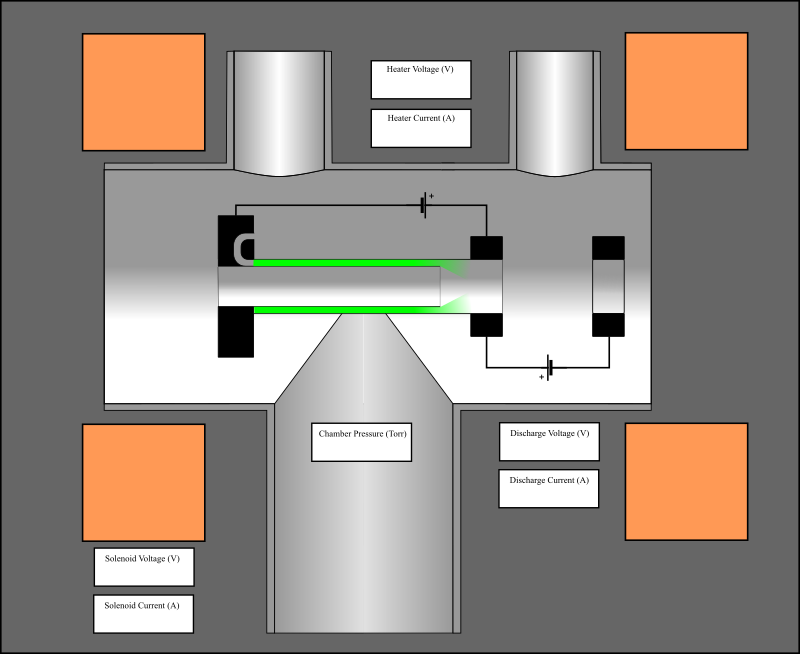 Heater Voltage (V)
Heater Current (A)
+
+
Chamber Pressure (Torr)
Discharge Voltage (V)
Discharge Current (A)
Solenoid Voltage (V)
Solenoid Current (A)